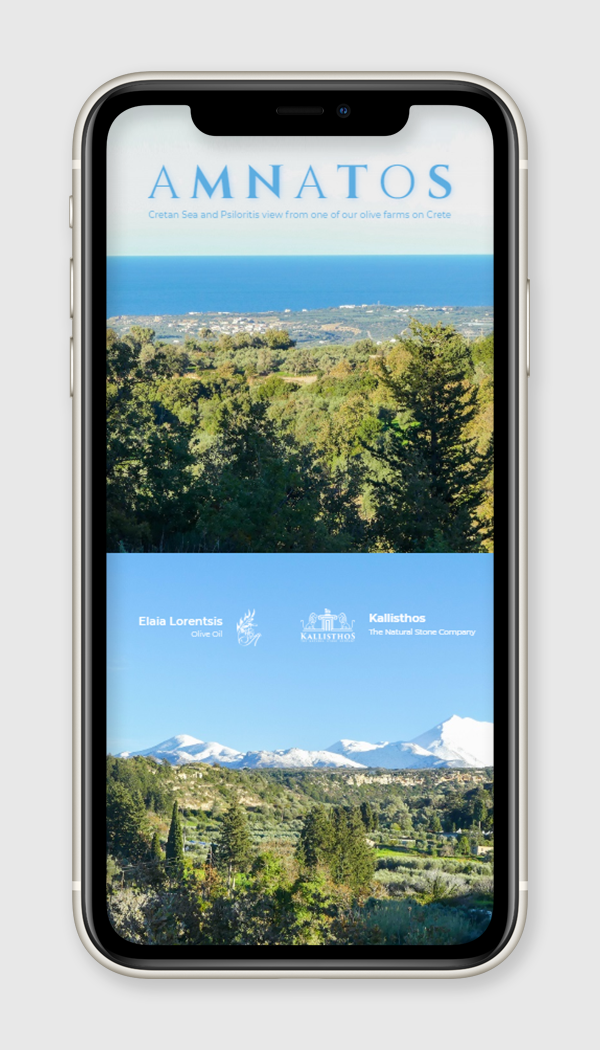 AMNATOS
Cretan Sea and Psiloritis view from one of our olive farms on Crete
Elaia Lorentsis
Olive Oil
KALLISTHOS
Kallisthos
The Natural Stone Company